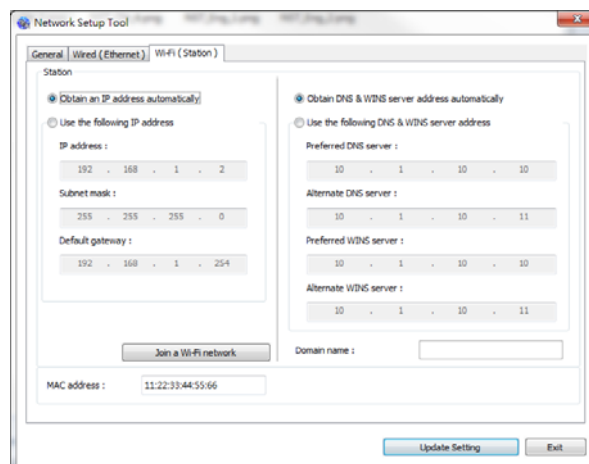 Network Setup Tool
General
Wired ( Ethernet )
Wi-Fi ( Station )
Station
Obtain an IP address automatically
Use the following IP address
IP address :
192 . 168 . 1 . 2
Subnet mask :
255 . 255 . 255 . 0
Default gateway :
192 . 168 . 1 . 254
Join a Wi-Fi network
Obtain DNS & WINS server address automatically
Use the following DNS & WINS server address
Preferred DNS server :
10 . 1 . 10 . 10
Alternate DNS server :
10 . 1 . 10 . 11
Preferred WINS server :
10 . 1 . 10 . 10
Alternate WINS server :
10 . 1 . 10 . 11
Domain name :
MAC address :
11:22:33:44:55:66
Update Setting
Exit